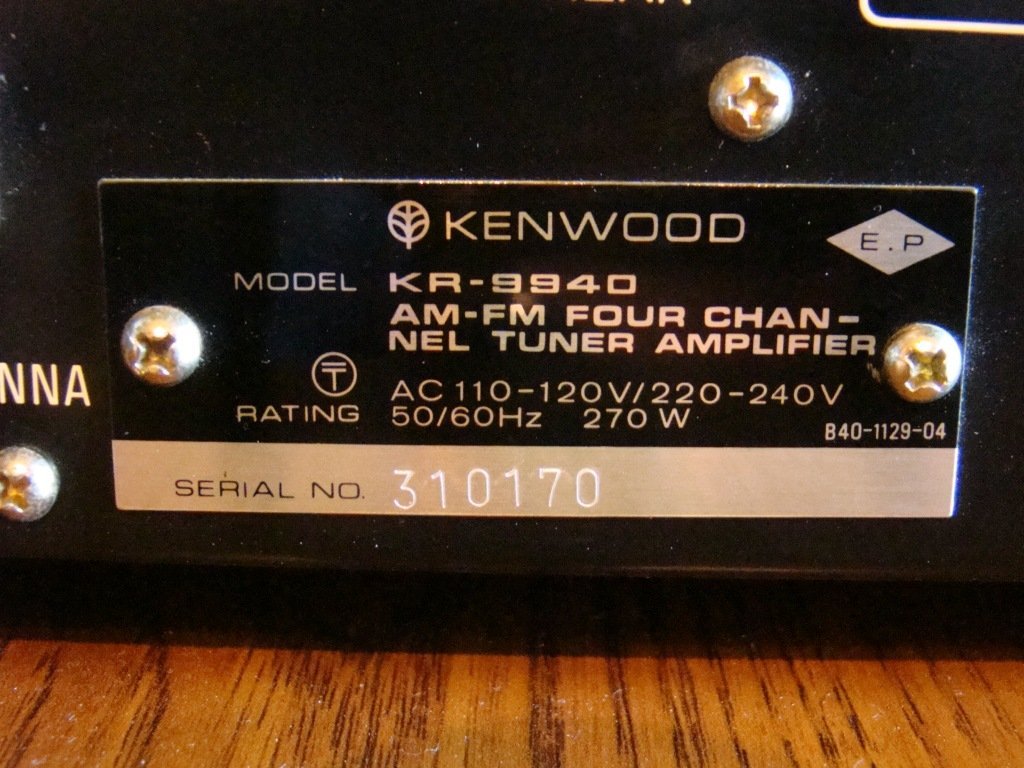 KENWOOD
E.P
MODEL KR-9940
AM-FM FOUR CHAN-
NEL TUNER AMPLIFIER
NNA
RATING AC 110-120V/220-240V
50/60Hz 270W
B40-1129-04
SERIAL NO. 310170